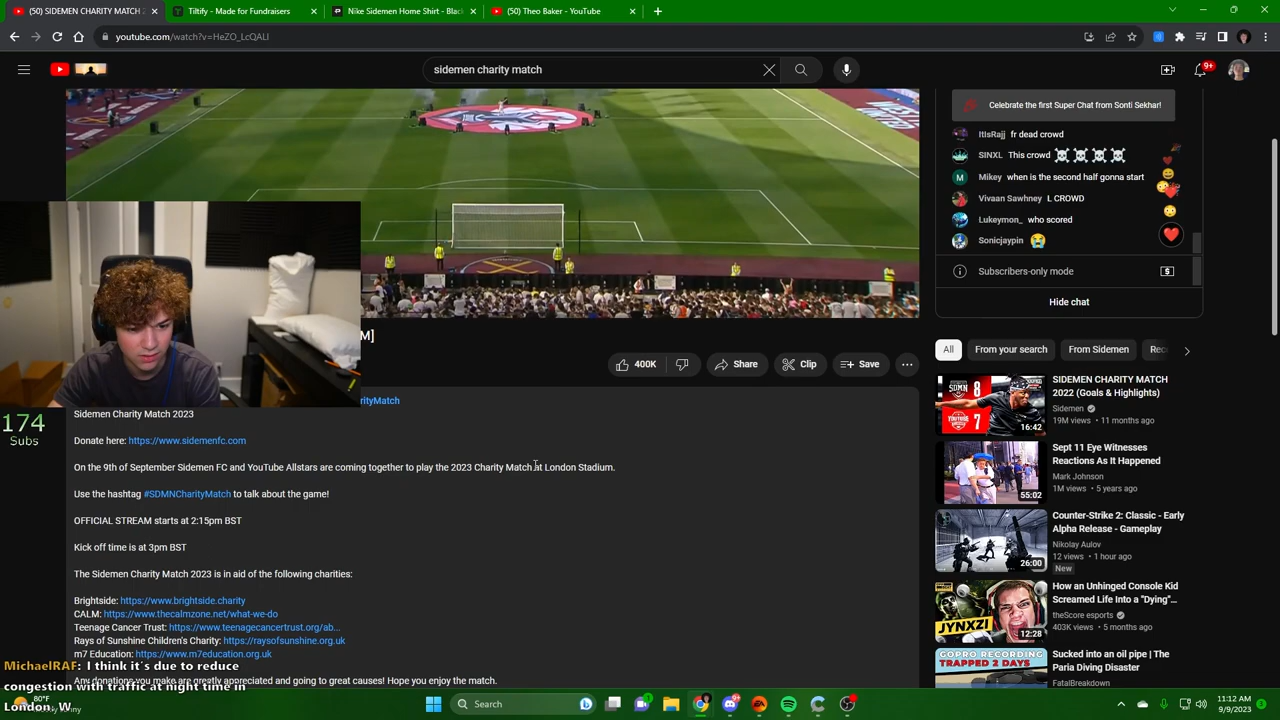 (50) SIDEMEN CHARITY MATCH 2
Tiltify - Made for Fundraisers
Nike Sidemen Home Shirt - Blac
(50) Theo Baker - YouTube
youtube.com/watch?v=HeZO_LcQALI
sidemen charity match
9+
Celebrate the first Super Chat from Sonti Sekhar!
ItIsRajj fr dead crowd
SINXL This crowd ☠️☠️☠️☠️
M Mikey when is the second half gonna start
Vivaan Sawhney L CROWD
Lukeymon_ who scored
Sonicjaypin 😭
Subscribers-only mode
Hide chat
M]
400K
Share
Clip
Save
All
From your search
From Sidemen
Rec
rityMatch
Sidemen Charity Match 2023
Donate here: https://www.sidemenfc.com
On the 9th of September Sidemen FC and YouTube Allstars are coming together to play the 2023 Charity Match at London Stadium.
Use the hashtag #SDMNCharityMatch to talk about the game!
OFFICIAL STREAM starts at 2:15pm BST
Kick off time is at 3pm BST
The Sidemen Charity Match 2023 is in aid of the following charities:
Brightside: https://www.brightside.charity
CALM: https://www.thecalmzone.net/what-we-do
Teenage Cancer Trust: https://www.teenagecancertrust.org/ab...
Rays of Sunshine Children's Charity: https://raysofsunshine.org.uk
m7 Education: https://www.m7education.org.uk
Any donations you make are greatly appreciated and going to great causes! Hope you enjoy the match.
174
Subs
MichaelRAF: I think it's due to reduce
congestion with traffic at night time in
London, W
SIDEMEN CHARITY MATCH
2022 (Goals & Highlights)
Sidemen
19M views • 11 months ago
16:42
Sept 11 Eye Witnesses
Reactions As It Happened
Mark Johnson
1M views • 5 years ago
55:02
Counter-Strike 2: Classic - Early
Alpha Release - Gameplay
Nikolay Aulov
12 views • 1 hour ago
New
26:00
How an Unhinged Console Kid
Screamed Life Into a "Dying"...
theScore esports
403K views • 5 months ago
JYNXZI
12:28
Sucked into an oil pipe | The
Paria Diving Disaster
FatalBreakdown
GOPRO RECORDING
TRAPPED 2 DAYS
80°F
Search
11:12 AM
9/9/2023